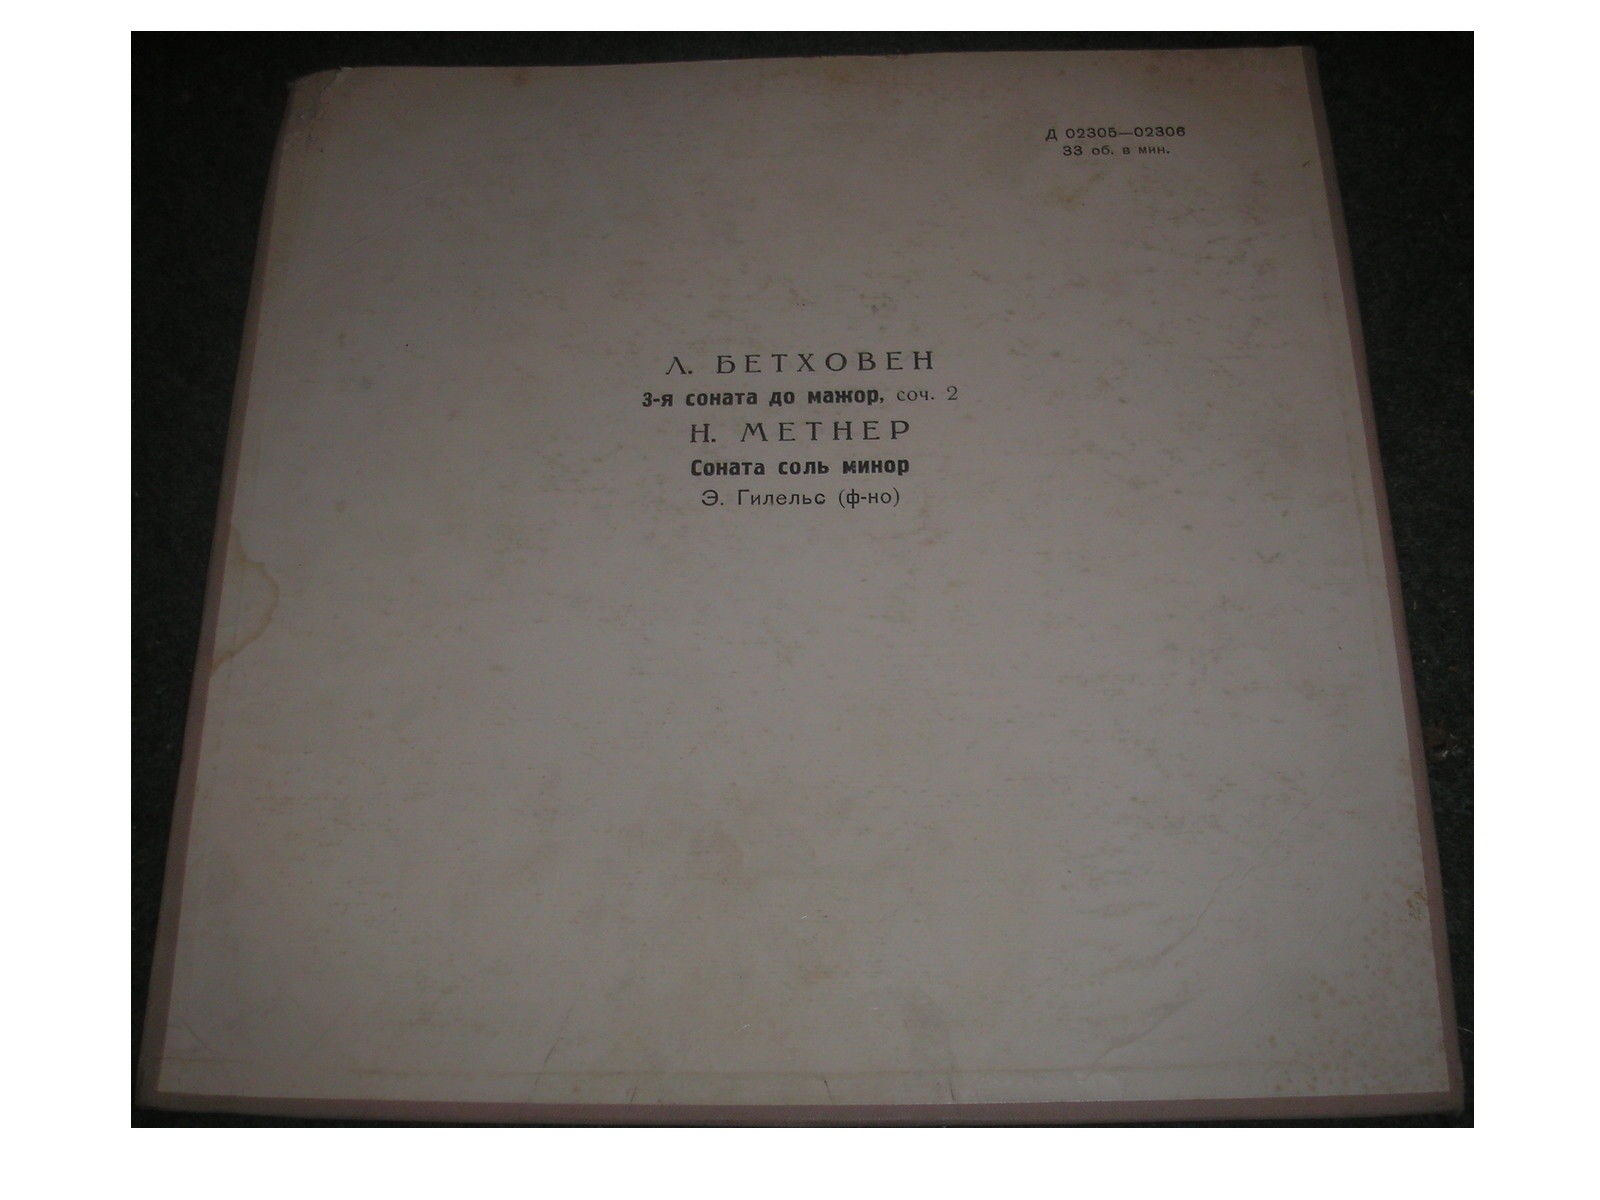 Д 02305—02306
33 об. в мин.
Л. БЕТХОВЕН
3-я соната до мажор, соч. 2
Н. МЕТНЕР
Соната соль минор
Э. Гилельс (ф-но)